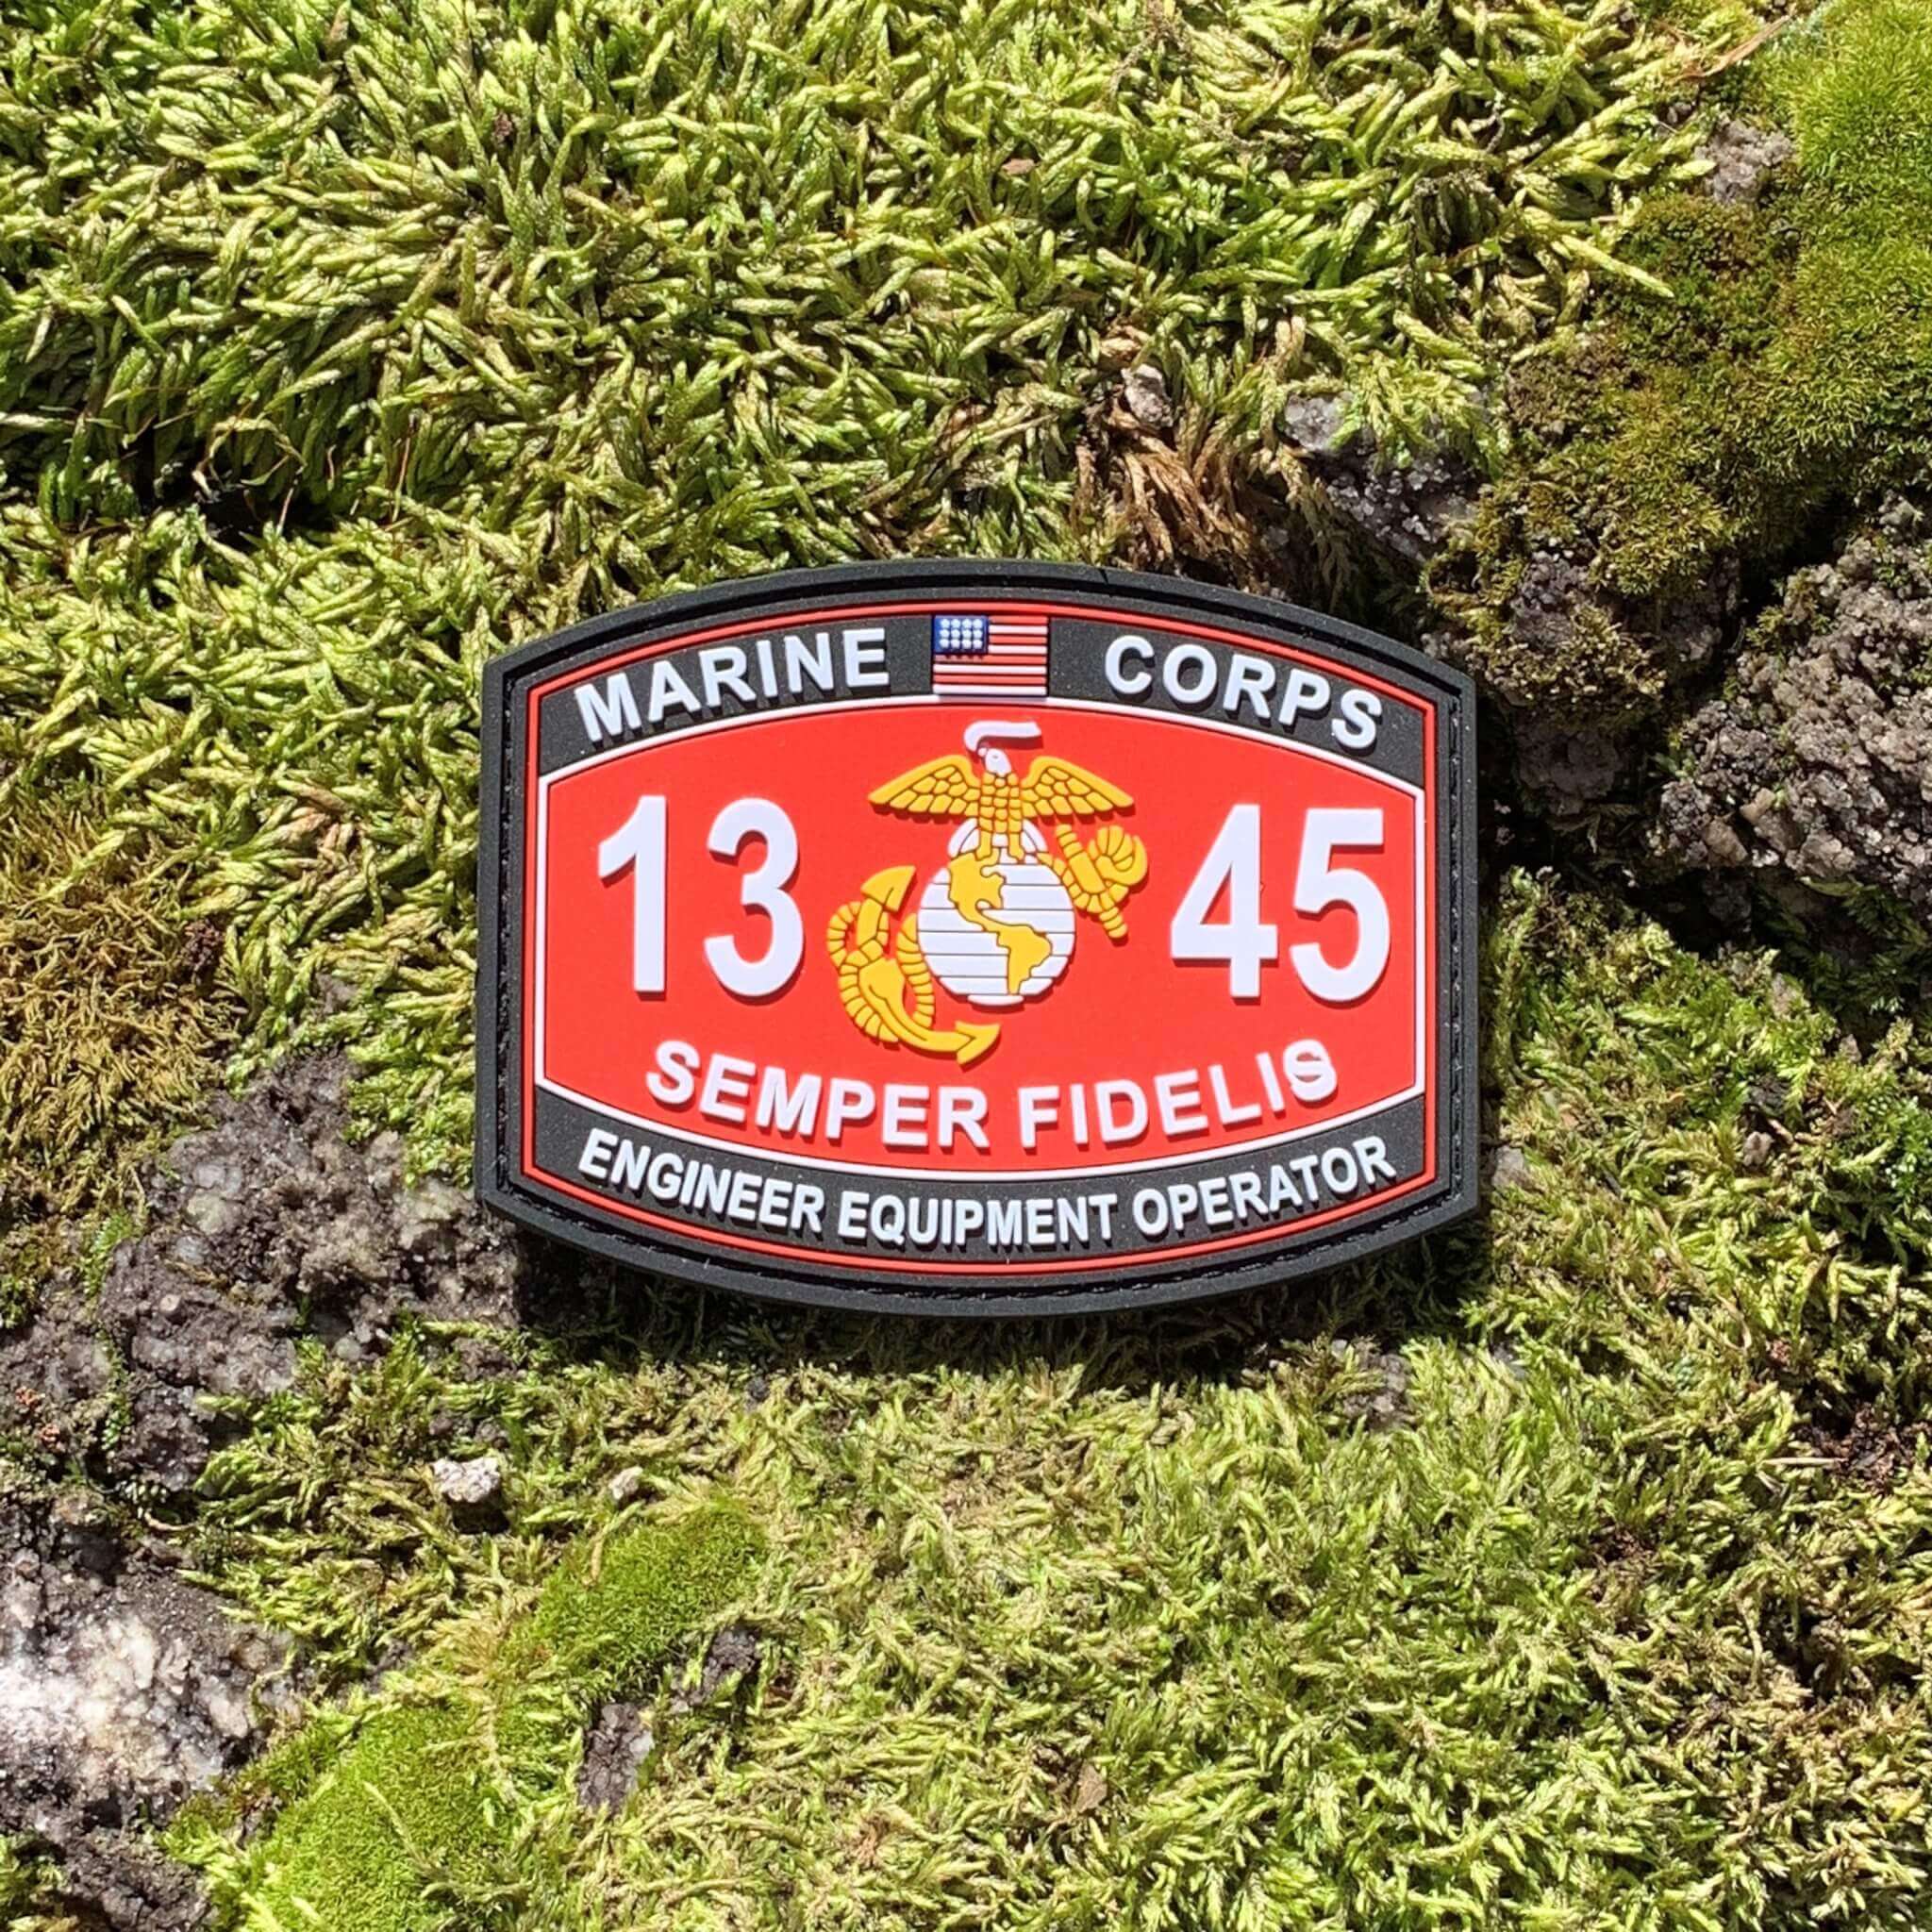 MARINE CORPS
13 45
SEMPER FIDELIS
ENGINEER EQUIPMENT OPERATOR